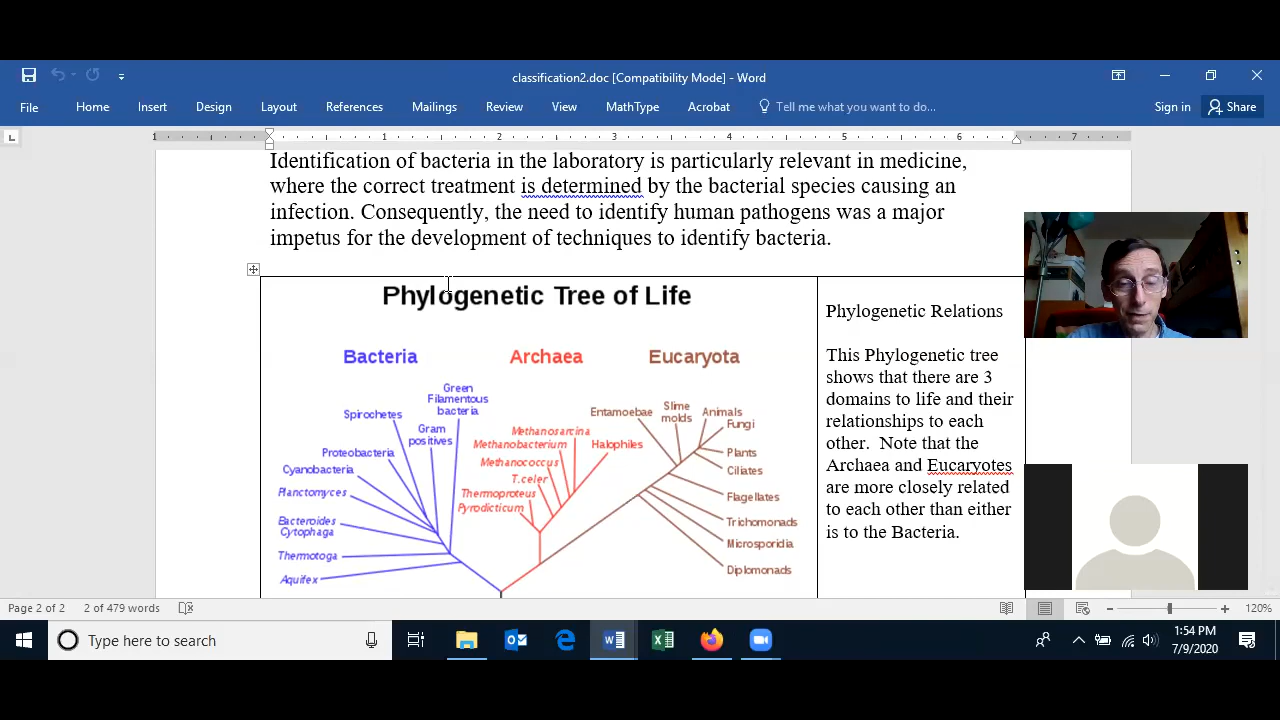 classification2.doc [Compatibility Mode] - Word
File Home Insert Design Layout References Mailings Review View MathType Acrobat Tell me what you want to do... Sign in Share
1 1 2 3 4 5 6 7
Identification of bacteria in the laboratory is particularly relevant in medicine,
where the correct treatment is determined by the bacterial species causing an
infection. Consequently, the need to identify human pathogens was a major
impetus for the development of techniques to identify bacteria.
Phylogenetic Tree of Life
Bacteria Archaea Eucaryota
Green
Filamentous
bacteria
Spirochetes
Gram
positives
Proteobacteria
Cyanobacteria
Planctomyces
Bacteroides
Cytophaga
Thermotoga
Aquifex
Methanosarcina
Methanobacterium
Halophiles
Methanococcus
T.celer
Thermoproteus
Pyrodicticum
Entamoebae
Slime
molds
Animals
Fungi
Plants
Ciliates
Flagellates
Trichomonads
Microsporidia
Diplomonads
Phylogenetic Relations
This Phylogenetic tree
shows that there are 3
domains to life and their
relationships to each
other. Note that the
Archaea and Eucaryotes
are more closely related
to each other than either
is to the Bacteria.
Page 2 of 2 2 of 479 words 120%
Type here to search
1:54 PM
7/9/2020